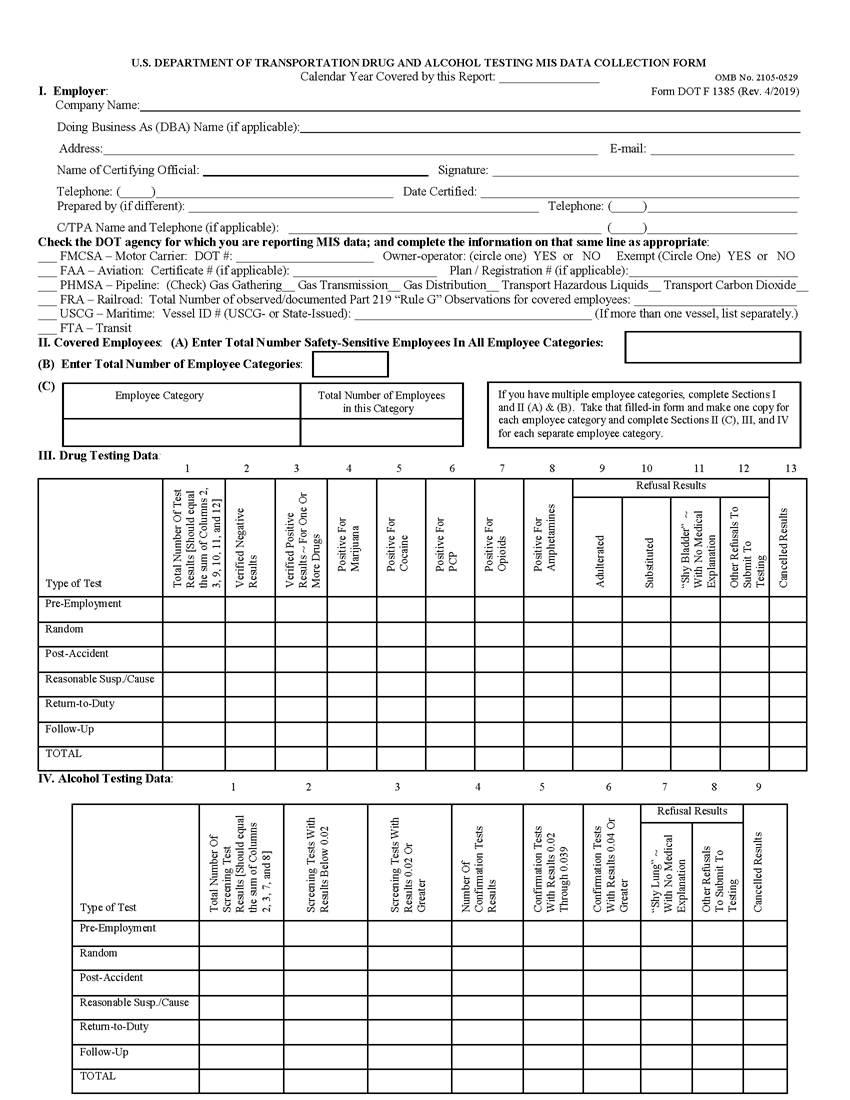 U.S. DEPARTMENT OF TRANSPORTATION DRUG AND ALCOHOL TESTING MIS DATA COLLECTION FORM
Calendar Year Covered by this Report: ________________
OMB No. 2105-0529
I. Employer:
Form DOT F 1385 (Rev. 4/2019)
Company Name:
Doing Business As (DBA) Name (if applicable):
Address: E-mail:
Name of Certifying Official: Signature:
Telephone: (_____) Date Certified:
Prepared by (if different): Telephone: (_____)
C/TPA Name and Telephone (if applicable): (_____)
Check the DOT agency for which you are reporting MIS data; and complete the information on that same line as appropriate:
___ FMCSA – Motor Carrier: DOT #: ______________________ Owner-operator: (circle one) YES or NO Exempt (Circle One) YES or NO
___ FAA – Aviation: Certificate # (if applicable): ________________________ Plan / Registration # (if applicable):___________________________
___ PHMSA – Pipeline: (Check) Gas Gathering__ Gas Transmission__ Gas Distribution__ Transport Hazardous Liquids__ Transport Carbon Dioxide__
___ FRA – Railroad: Total Number of observed/documented Part 219 “Rule G” Observations for covered employees: __________________________
___ USCG – Maritime: Vessel ID # (USCG- or State-Issued): ______________________________________ (If more than one vessel, list separately.)
___ FTA – Transit
II. Covered Employees: (A) Enter Total Number Safety-Sensitive Employees In All Employee Categories:
(B) Enter Total Number of Employee Categories:
(C)
Employee Category
Total Number of Employees
in this Category
If you have multiple employee categories, complete Sections I
and II (A) & (B). Take that filled-in form and make one copy for
each employee category and complete Sections II (C), III, and IV
for each separate employee category.
III. Drug Testing Data:
1 2 3 4 5 6 7 8 9 10 11 12 13
Refusal Results
Type of Test
Total Number Of Test
Results [Should equal
the sum of Columns 2,
3, 9, 10, 11, and 12]
Verified Negative
Results
Verified Positive
Results ~ For One Or
More Drugs
Positive For
Marijuana
Positive For
Cocaine
Positive For
PCP
Positive For
Opioids
Positive For
Amphetamines
Adulterated
Substituted
“Shy Bladder” ~
With No Medical
Explanation
Other Refusals To
Submit To
Testing
Cancelled Results
Pre-Employment
Random
Post-Accident
Reasonable Susp./Cause
Return-to-Duty
Follow-Up
TOTAL
IV. Alcohol Testing Data:
1 2 3 4 5 6 7 8 9
Refusal Results
Type of Test
Total Number Of
Screening Test
Results [Should equal
the sum of Columns
2, 3, 7, and 8]
Screening Tests With
Results Below 0.02
Screening Tests With
Results 0.02 Or
Greater
Number Of
Confirmation Tests
Results
Confirmation Tests
With Results 0.02
Through 0.039
Confirmation Tests
With Results 0.04 Or
Greater
“Shy Lung” ~
With No Medical
Explanation
Other Refusals
To Submit To
Testing
Cancelled Results
Pre-Employment
Random
Post-Accident
Reasonable Susp./Cause
Return-to-Duty
Follow-Up
TOTAL